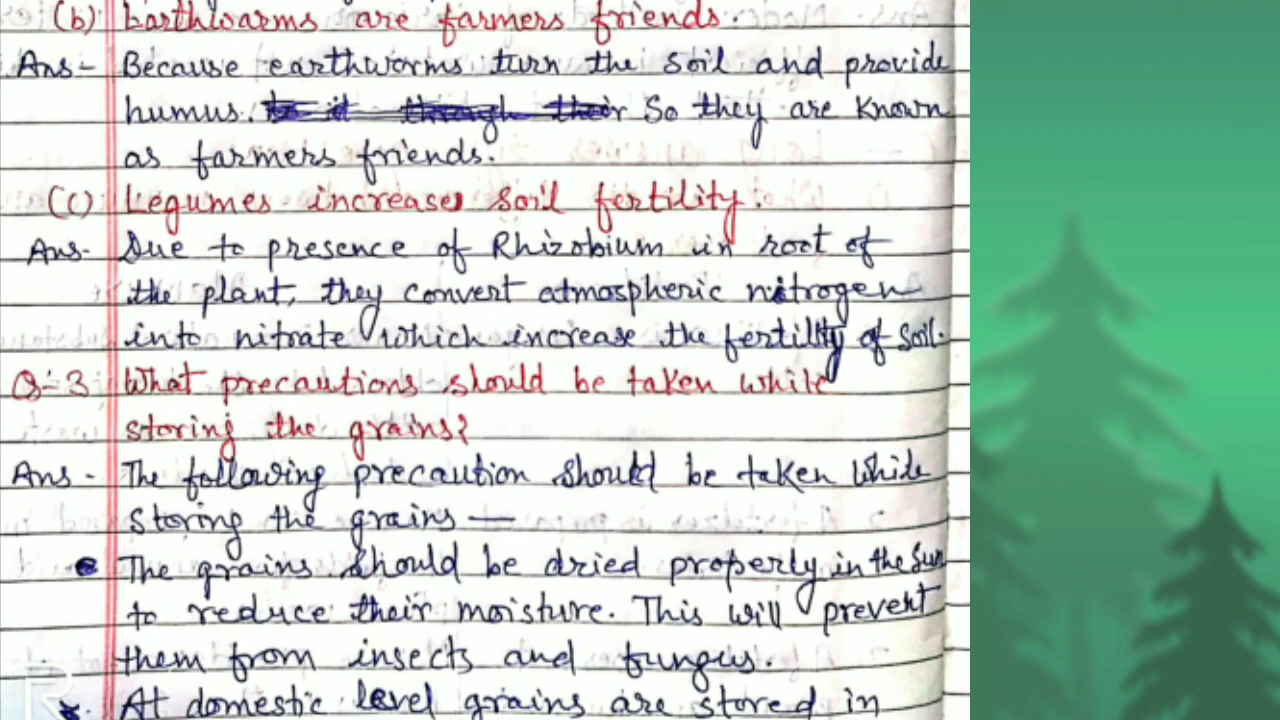 (b) Earthwarms are farmers friends.
Ans- Because earthworms turn the soil and provide
humus. So they are known
as farmers friends.
(c) Legumes increases soil fertility.
Ans- Due to presence of Rhizobium in root of
the plant, they convert atmospheric nitrogen
into nitrate which increase the fertility of soil.
Q-3 What precautions should be taken while
storing the grains?
Ans- The following precaution should be taken while
storing the grains —
The grains should be dried properly in the sun
to reduce their moisture. This will prevent
them from insects and fungus.
At domestic level grains are stored in